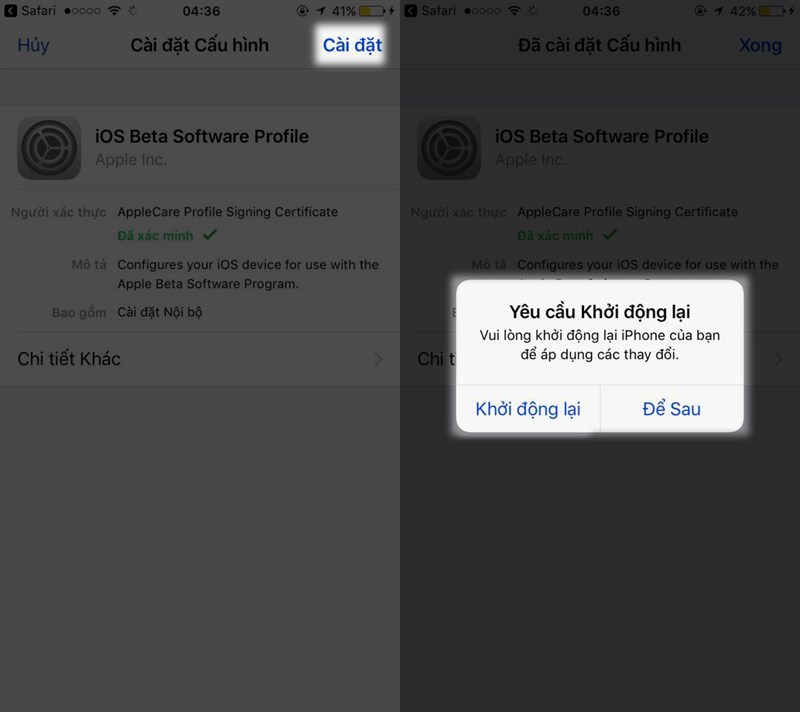 Safari 04:36 41%
Hủy Cài đặt Cấu hình Cài đặt
iOS Beta Software Profile
Apple Inc.
Người xác thực AppleCare Profile Signing Certificate
Đã xác minh
Mô tả Configures your iOS device for use with the
Apple Beta Software Program.
Bao gồm Cài đặt Nội bộ
Chi tiết Khác
Safari 04:36 42%
Đã cài đặt Cấu hình Xong
iOS Beta Software Profile
Apple Inc.
Người xác thực AppleCare Profile Signing Certificate
Đã xác minh
Mô tả Configures your iOS device for use with the
Yêu cầu Khởi động lại
Vui lòng khởi động lại iPhone của bạn
để áp dụng các thay đổi.
Khởi động lại Để Sau
Chi